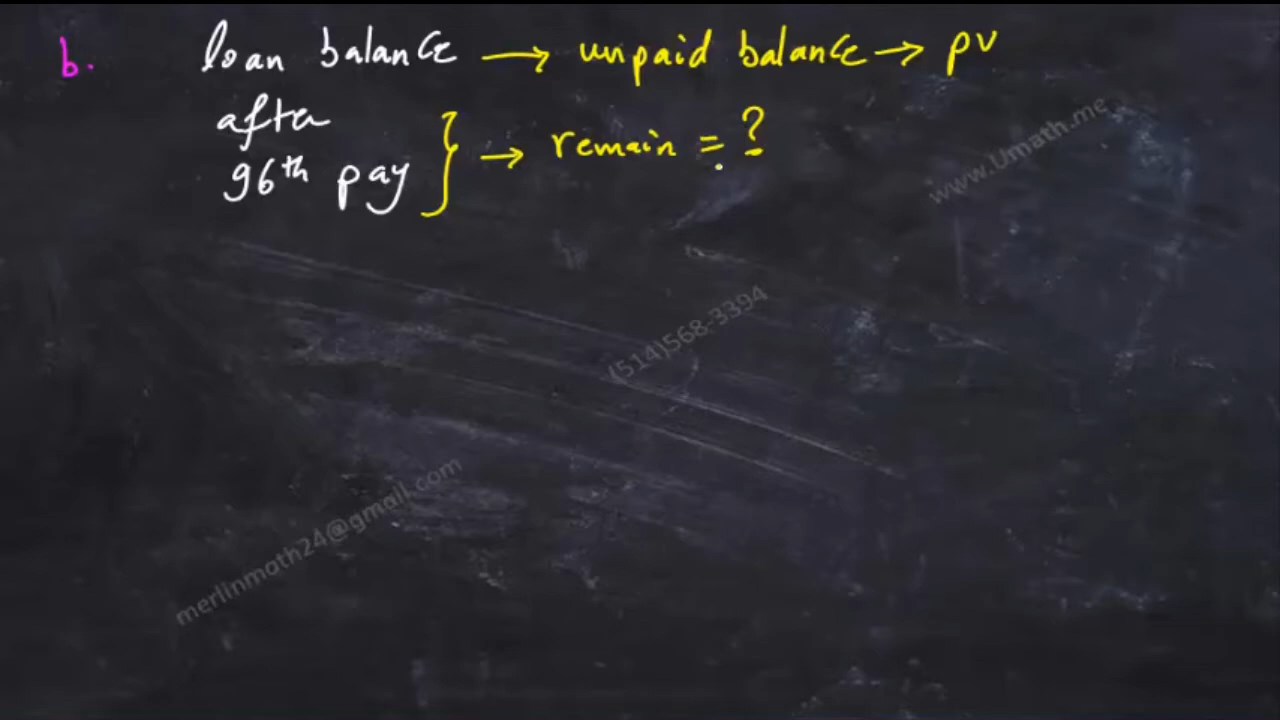 b. loan balance → unpaid balance → pv
after
96th pay } → remain = ?
www.Umath.me
(514)568-3394
merlinmath24@gmail.com